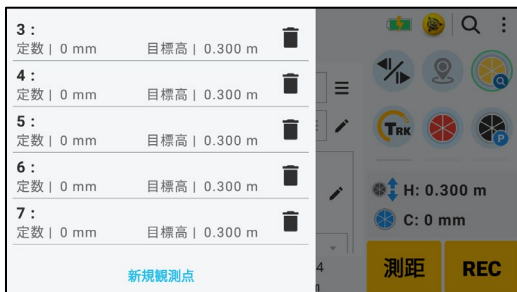 3 :
定数 | 0 mm 目標高 | 0.300 m
4 :
定数 | 0 mm 目標高 | 0.300 m
5 :
定数 | 0 mm 目標高 | 0.300 m
6 :
定数 | 0 mm 目標高 | 0.300 m
7 :
定数 | 0 mm 目標高 | 0.300 m
新規観測点
4
TRK
P
H: 0.300 m
C: 0 mm
測距 REC